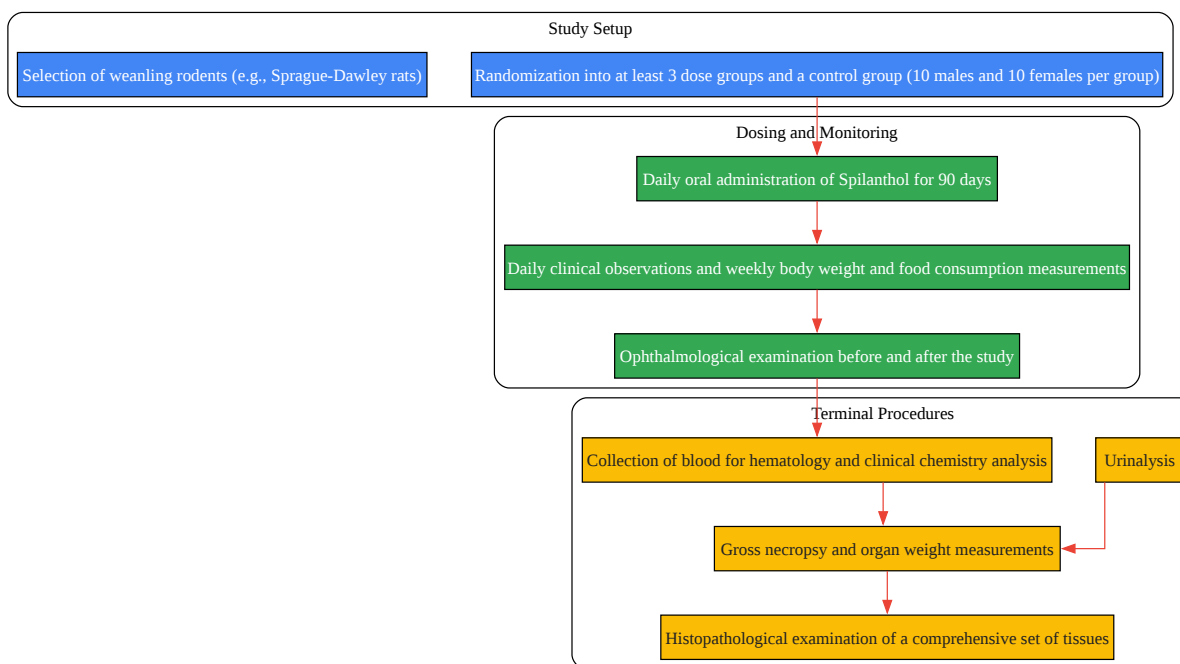 Study Setup
Selection of weanling rodents (e.g., Sprague-Dawley rats)
Randomization into at least 3 dose groups and a control group (10 males and 10 females per group)
Dosing and Monitoring
Daily oral administration of Spilanthol for 90 days
Daily clinical observations and weekly body weight and food consumption measurements
Ophthalmological examination before and after the study
Terminal Procedures
Collection of blood for hematology and clinical chemistry analysis
Urinalysis
Gross necropsy and organ weight measurements
Histopathological examination of a comprehensive set of tissues